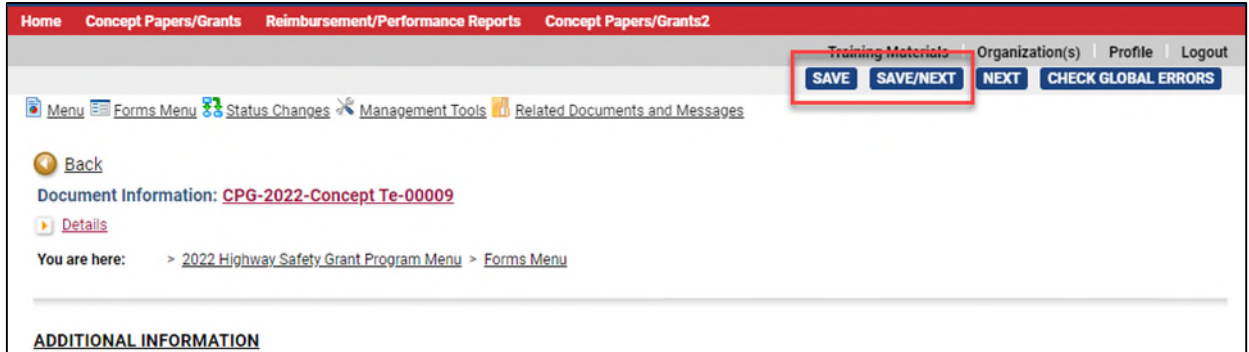 Home Concept Papers/Grants Reimbursement/Performance Reports Concept Papers/Grants2
Training Materials Organization(s) Profile Logout
SAVE SAVE/NEXT NEXT CHECK GLOBAL ERRORS
Menu Forms Menu Status Changes Management Tools Related Documents and Messages
Back
Document Information: CPG-2022-Concept Te-00009
Details
You are here: > 2022 Highway Safety Grant Program Menu > Forms Menu
ADDITIONAL INFORMATION